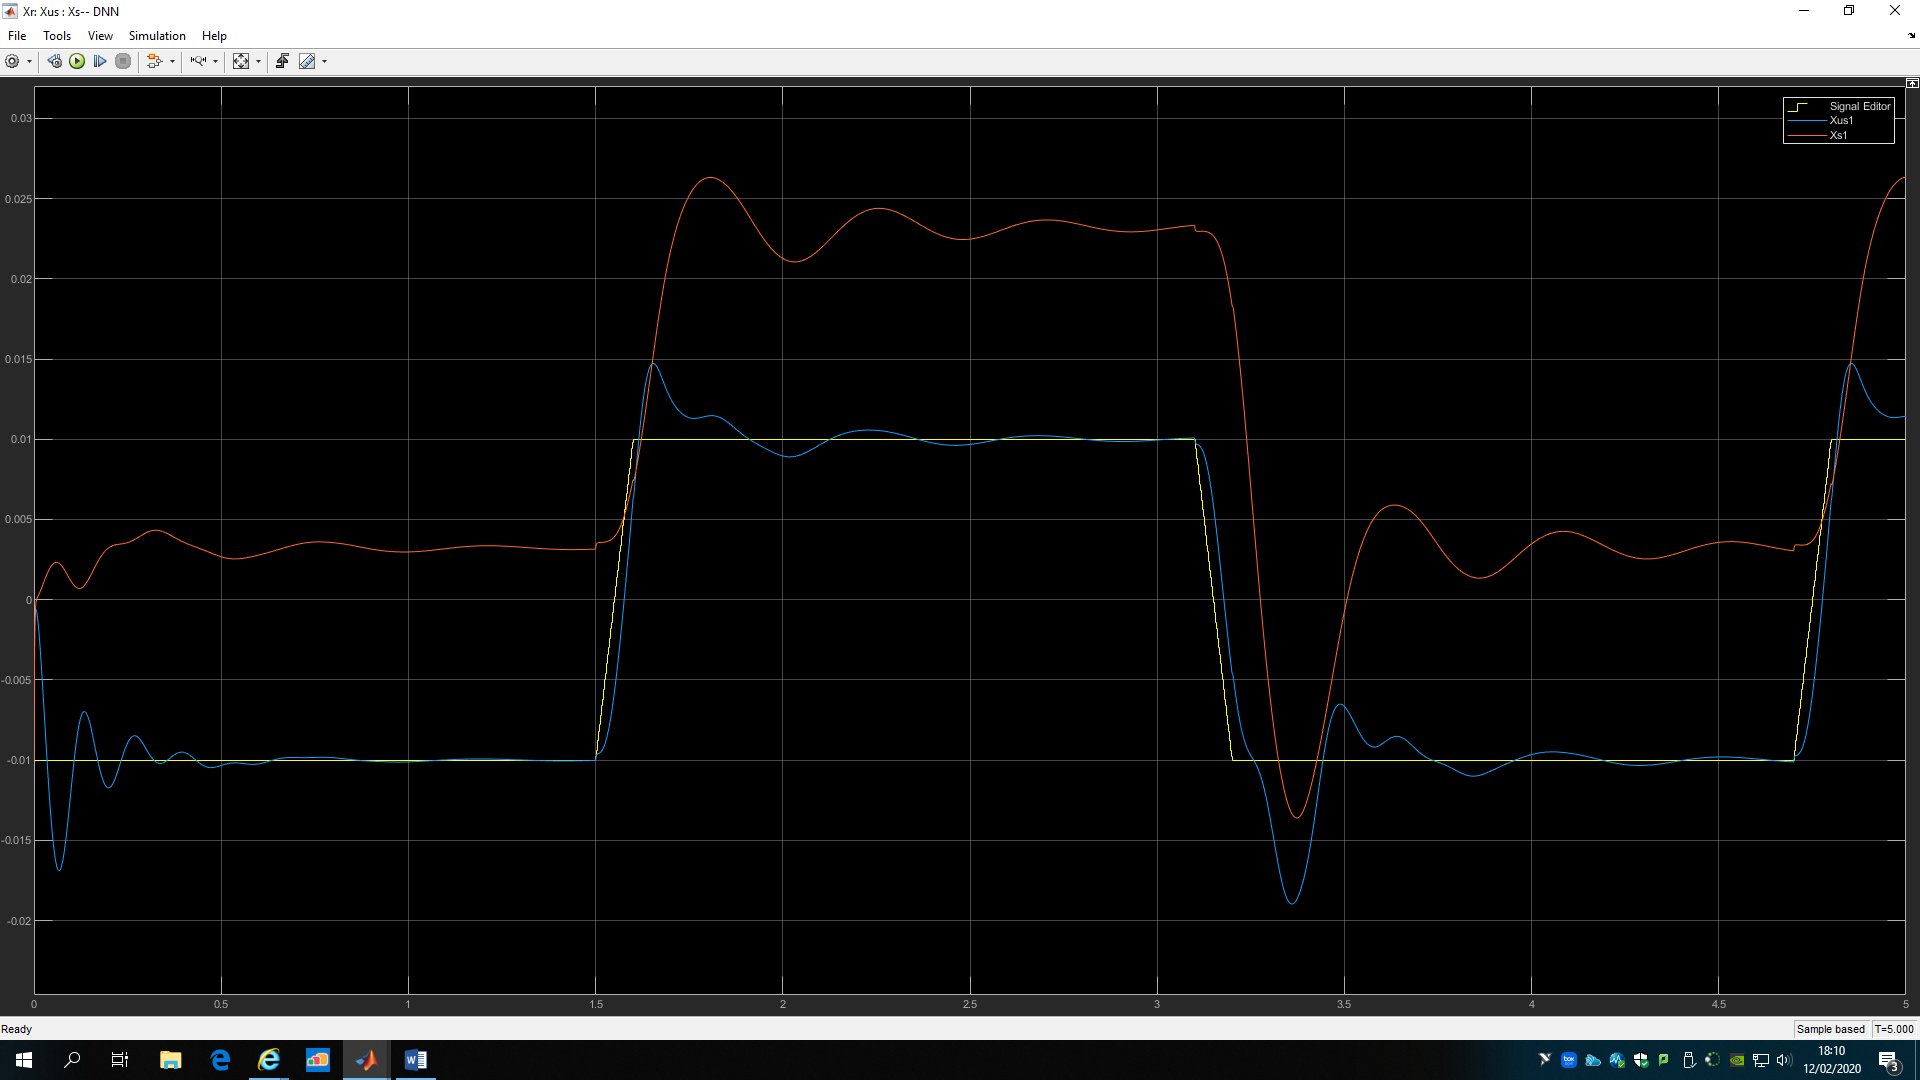 Xr: Xus : Xs-- DNN
File Tools View Simulation Help
Signal Editor
Xus1
Xs1
0.03
0.025
0.02
0.015
0.01
0.005
0
-0.005
-0.01
-0.015
-0.02
0 0.5 1 1.5 2 2.5 3 3.5 4 4.5 5
Ready Sample based T=5.000
18:10
12/02/2020
3